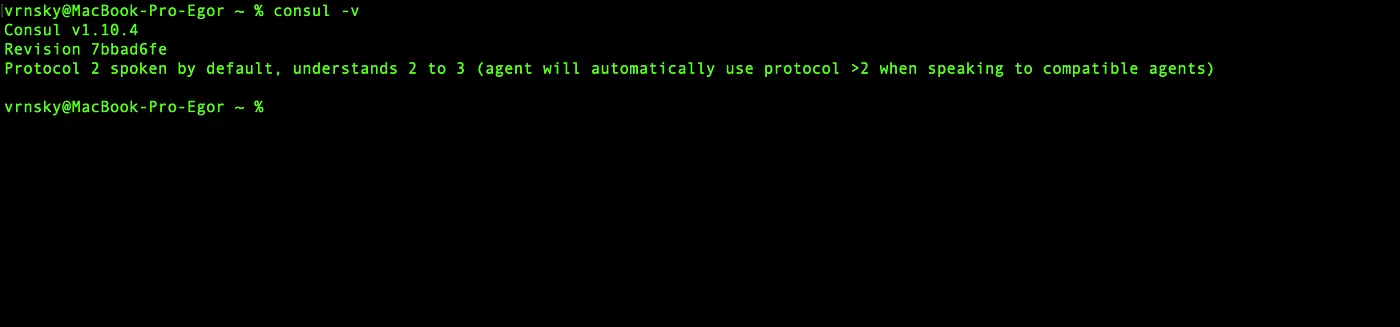 vrnsky@MacBook-Pro-Egor ~ % consul -v
Consul v1.10.4
Revision 7bbad6fe
Protocol 2 spoken by default, understands 2 to 3 (agent will automatically use protocol >2 when speaking to compatible agents)
vrnsky@MacBook-Pro-Egor ~ %